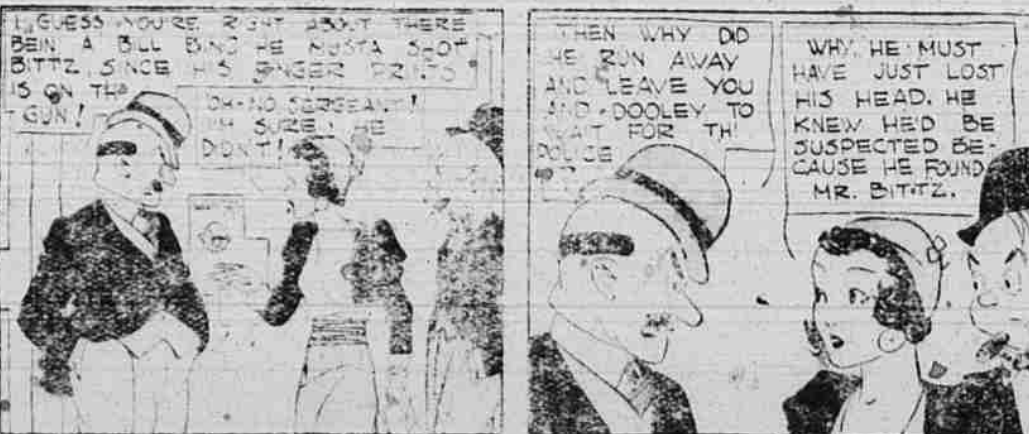 I GUESS YOU'RE RIGHT ABOUT THERE
BEIN' A BILL BING HE MUSTA SHOT
BITTZ, SINCE HIS FINGER PRINTS
IS ON THE
GUN!
OH-NO SERGEANT!
I'M SURE HE
DON'T!
THEN WHY DID
HE RUN AWAY
AND LEAVE YOU
AND DOOLEY TO
WAIT FOR TH'
POLICE
WHY, HE MUST
HAVE JUST LOST
HIS HEAD. HE
KNEW HE'D BE
SUSPECTED BE-
CAUSE HE FOUND
MR. BITTTZ.